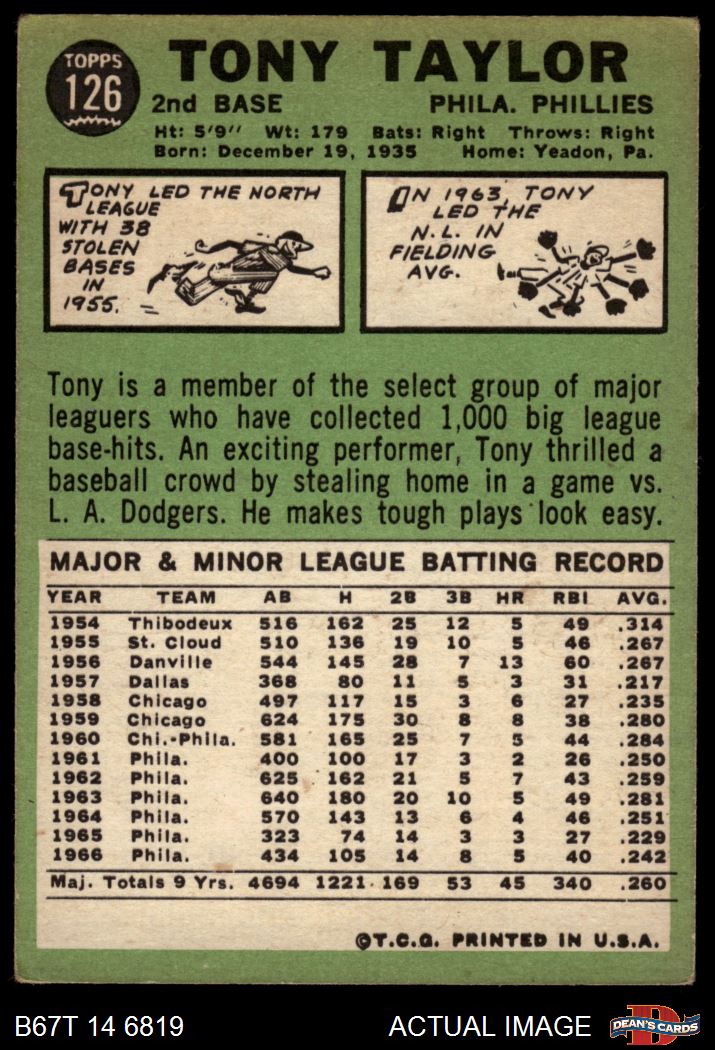 TOPPS
126
TONY TAYLOR
2nd BASE PHILA. PHILLIES
Ht: 5'9" Wt: 179 Bats: Right Throws: Right
Born: December 19, 1935 Home: Yeadon, Pa.
TONY LED THE NORTH
LEAGUE
WITH 38
STOLEN
BASES
IN
1955.
IN 1963, TONY
LED THE
N.L. IN
FIELDING
AVG.
Tony is a member of the select group of major
leaguers who have collected 1,000 big league
base-hits. An exciting performer, Tony thrilled a
baseball crowd by stealing home in a game vs.
L. A. Dodgers. He makes tough plays look easy.
MAJOR & MINOR LEAGUE BATTING RECORD
YEAR TEAM AB H 2B 3B HR RBI AVG.
1954 Thibodeux 516 162 25 12 5 49 .314
1955 St. Cloud 510 136 19 10 5 46 .267
1956 Danville 544 145 28 7 13 60 .267
1957 Dallas 368 80 11 5 3 31 .217
1958 Chicago 497 117 15 3 6 27 .235
1959 Chicago 624 175 30 8 8 38 .280
1960 Chi.-Phila. 581 165 25 7 5 44 .284
1961 Phila. 400 100 17 3 2 26 .250
1962 Phila. 625 162 21 5 7 43 .259
1963 Phila. 640 180 20 10 5 49 .281
1964 Phila. 570 143 13 6 4 46 .251
1965 Phila. 323 74 14 3 3 27 .229
1966 Phila. 434 105 14 8 5 40 .242
Maj. Totals 9 Yrs. 4694 1221 169 53 45 340 .260
©T.C.G. PRINTED IN U.S.A.
B67T 14 6819 ACTUAL IMAGE
D
DEAN'S CARDS